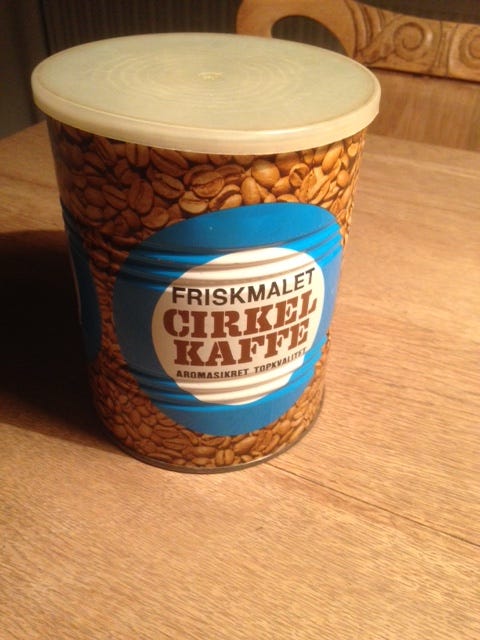 FRISKMALET
CIRKEL
KAFFE
AROMASIKRET TOPKVALITET